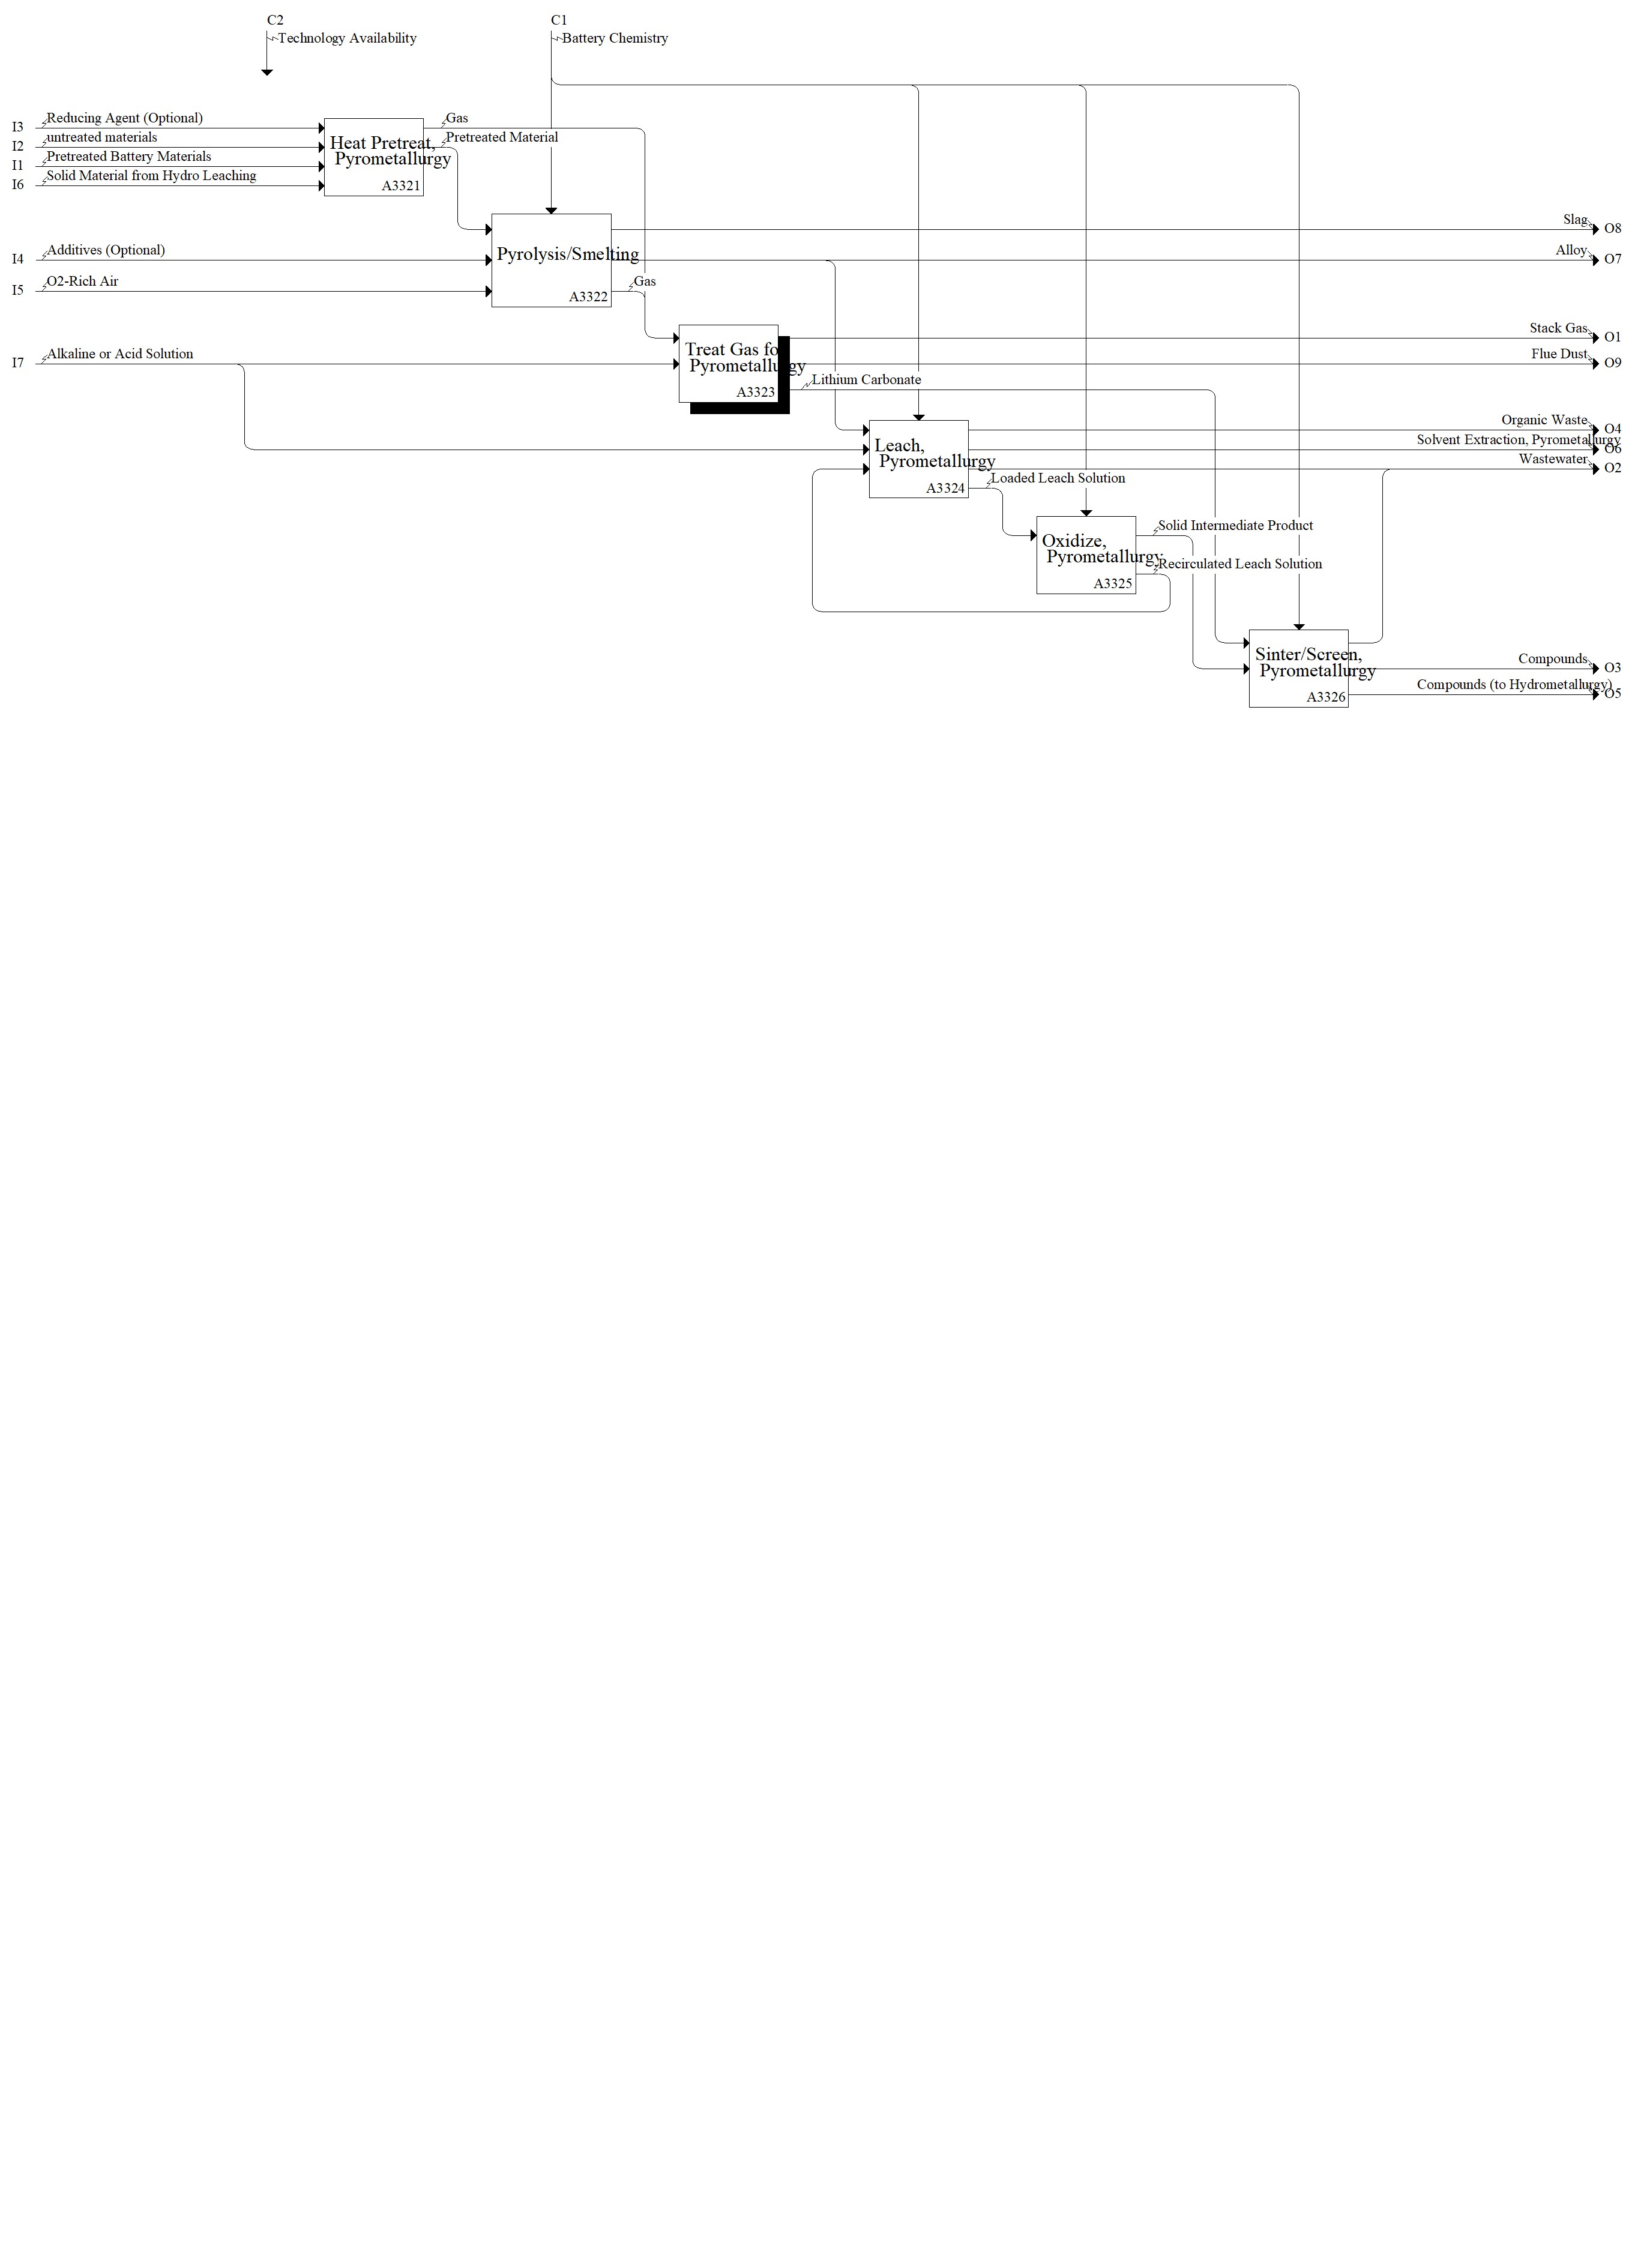 C2
C1
Technology Availability
Battery Chemistry
I3
Reducing Agent (Optional)
Gas
I2
untreated materials
Pretreated Material
Heat Pretreat,
Pyrometallurgy
I1
Pretreated Battery Materials
I6
Solid Material from Hydro Leaching
A3321
Slag
O8
I4
Additives (Optional)
Pyrolysis/Smelting
Alloy
O7
I5
O2-Rich Air
Gas
A3322
Stack Gas
O1
I7
Alkaline or Acid Solution
Treat Gas fo
Pyrometallurgy
Flue Dust
O9
Lithium Carbonate
A3323
Organic Waste
O4
Leach,
Pyrometallurgy
Solvent Extraction, Pyrometallurgy
O6
Wastewater
O2
Loaded Leach Solution
A3324
Solid Intermediate Product
Oxidize,
Pyrometallurgy
Recirculated Leach Solution
A3325
Sinter/Screen,
Pyrometallurgy
Compounds
O3
Compounds (to Hydrometallurgy)
O5
A3326